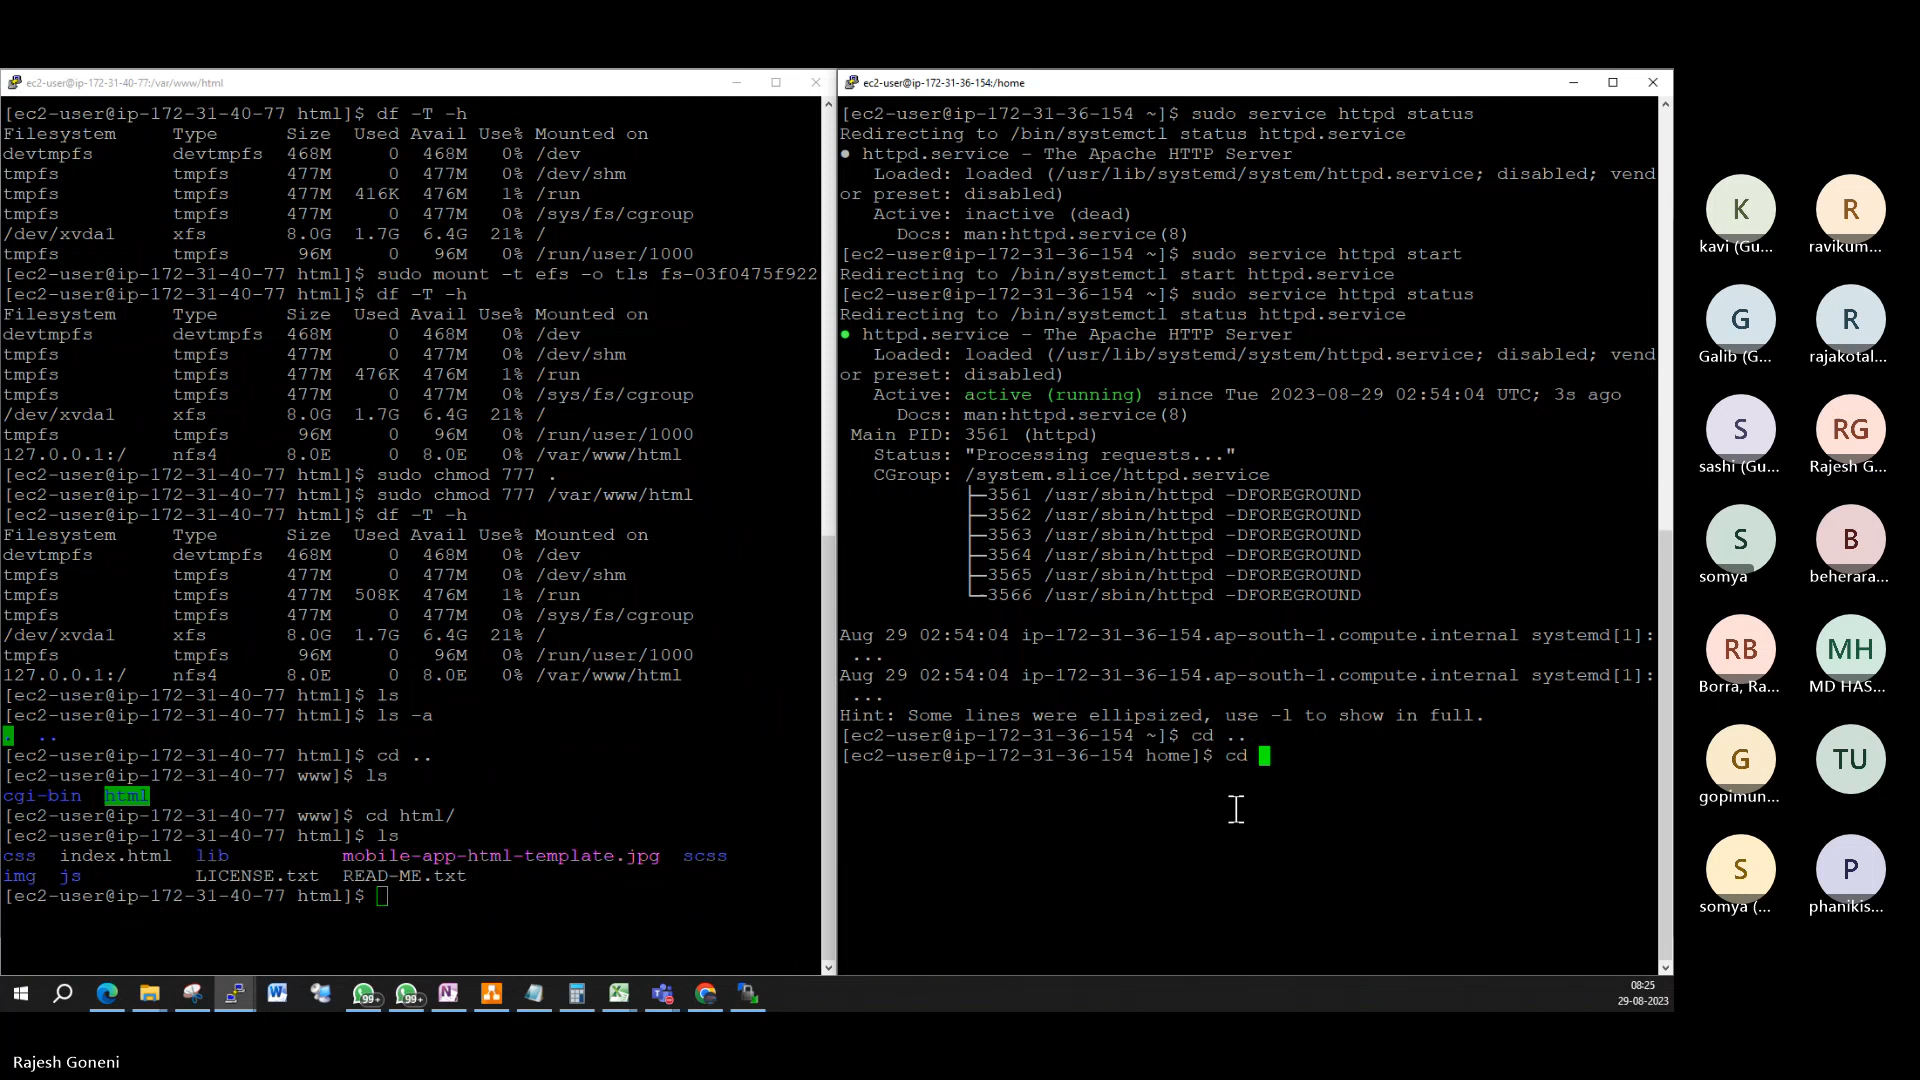 ec2-user@ip-172-31-40-77:/var/www/html
[ec2-user@ip-172-31-40-77 html]$ df -T -h
Filesystem     Type      Size  Used Avail Use% Mounted on
devtmpfs       devtmpfs  468M     0  468M   0% /dev
tmpfs          tmpfs     477M     0  477M   0% /dev/shm
tmpfs          tmpfs     477M  416K  476M   1% /run
tmpfs          tmpfs     477M     0  477M   0% /sys/fs/cgroup
/dev/xvda1     xfs       8.0G  1.7G  6.4G  21% /
tmpfs          tmpfs      96M     0   96M   0% /run/user/1000
[ec2-user@ip-172-31-40-77 html]$ sudo mount -t efs -o tls fs-03f0475f922
[ec2-user@ip-172-31-40-77 html]$ df -T -h
Filesystem     Type      Size  Used Avail Use% Mounted on
devtmpfs       devtmpfs  468M     0  468M   0% /dev
tmpfs          tmpfs     477M     0  477M   0% /dev/shm
tmpfs          tmpfs     477M  476K  476M   1% /run
tmpfs          tmpfs     477M     0  477M   0% /sys/fs/cgroup
/dev/xvda1     xfs       8.0G  1.7G  6.4G  21% /
tmpfs          tmpfs      96M     0   96M   0% /run/user/1000
127.0.0.1:/    nfs4      8.0E     0  8.0E   0% /var/www/html
[ec2-user@ip-172-31-40-77 html]$ sudo chmod 777 .
[ec2-user@ip-172-31-40-77 html]$ sudo chmod 777 /var/www/html
[ec2-user@ip-172-31-40-77 html]$ df -T -h
Filesystem     Type      Size  Used Avail Use% Mounted on
devtmpfs       devtmpfs  468M     0  468M   0% /dev
tmpfs          tmpfs     477M     0  477M   0% /dev/shm
tmpfs          tmpfs     477M  508K  476M   1% /run
tmpfs          tmpfs     477M     0  477M   0% /sys/fs/cgroup
/dev/xvda1     xfs       8.0G  1.7G  6.4G  21% /
tmpfs          tmpfs      96M     0   96M   0% /run/user/1000
127.0.0.1:/    nfs4      8.0E     0  8.0E   0% /var/www/html
[ec2-user@ip-172-31-40-77 html]$ ls
[ec2-user@ip-172-31-40-77 html]$ ls -a
.  ..
[ec2-user@ip-172-31-40-77 html]$ cd ..
[ec2-user@ip-172-31-40-77 www]$ ls
cgi-bin  html
[ec2-user@ip-172-31-40-77 www]$ cd html/
[ec2-user@ip-172-31-40-77 html]$ ls
css  index.html  lib          mobile-app-html-template.jpg  scss
img  js          LICENSE.txt  READ-ME.txt
[ec2-user@ip-172-31-40-77 html]$
ec2-user@ip-172-31-36-154:/home
[ec2-user@ip-172-31-36-154 ~]$ sudo service httpd status
Redirecting to /bin/systemctl status httpd.service
● httpd.service - The Apache HTTP Server
Loaded: loaded (/usr/lib/systemd/system/httpd.service; disabled; vend
or preset: disabled)
Active: inactive (dead)
Docs: man:httpd.service(8)
[ec2-user@ip-172-31-36-154 ~]$ sudo service httpd start
Redirecting to /bin/systemctl start httpd.service
[ec2-user@ip-172-31-36-154 ~]$ sudo service httpd status
Redirecting to /bin/systemctl status httpd.service
● httpd.service - The Apache HTTP Server
Loaded: loaded (/usr/lib/systemd/system/httpd.service; disabled; vend
or preset: disabled)
Active: active (running) since Tue 2023-08-29 02:54:04 UTC; 3s ago
Docs: man:httpd.service(8)
Main PID: 3561 (httpd)
Status: "Processing requests..."
CGroup: /system.slice/httpd.service
├─3561 /usr/sbin/httpd -DFOREGROUND
├─3562 /usr/sbin/httpd -DFOREGROUND
├─3563 /usr/sbin/httpd -DFOREGROUND
├─3564 /usr/sbin/httpd -DFOREGROUND
├─3565 /usr/sbin/httpd -DFOREGROUND
└─3566 /usr/sbin/httpd -DFOREGROUND
Aug 29 02:54:04 ip-172-31-36-154.ap-south-1.compute.internal systemd[1]:
...
Aug 29 02:54:04 ip-172-31-36-154.ap-south-1.compute.internal systemd[1]:
...
Hint: Some lines were ellipsized, use -l to show in full.
[ec2-user@ip-172-31-36-154 ~]$ cd ..
[ec2-user@ip-172-31-36-154 home]$ cd
K R
kavi (Gu... ravikum...
G R
Galib (G... rajakotal...
S RG
sashi (Gu... Rajesh G...
S B
somya beherara...
RB MH
Borra, Ra... MD HAS...
G TU
gopimun...
S P
somya (... phanikis...
99+ 99+
08:25
29-08-2023
Rajesh Goneni